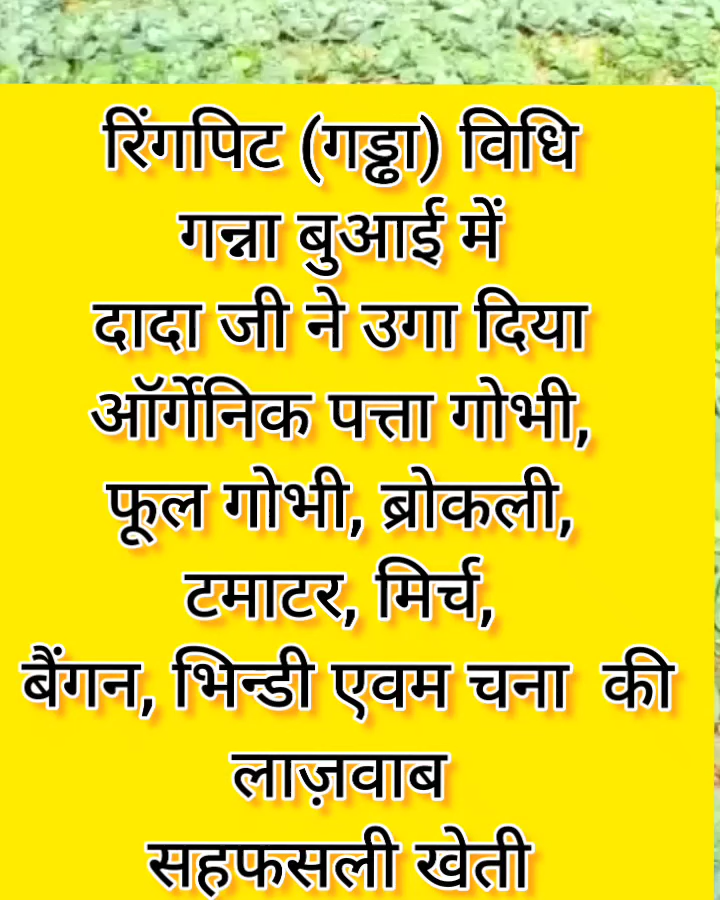 रिंगपिट (गड्ढा) विधि
गन्ना बुआई में
दादा जी ने उगा दिया
ऑर्गेनिक पत्ता गोभी,
फूल गोभी, ब्रोकली,
टमाटर, मिर्च,
बैंगन, भिन्डी एवम चना की
लाज़वाब
सहफसली खेती